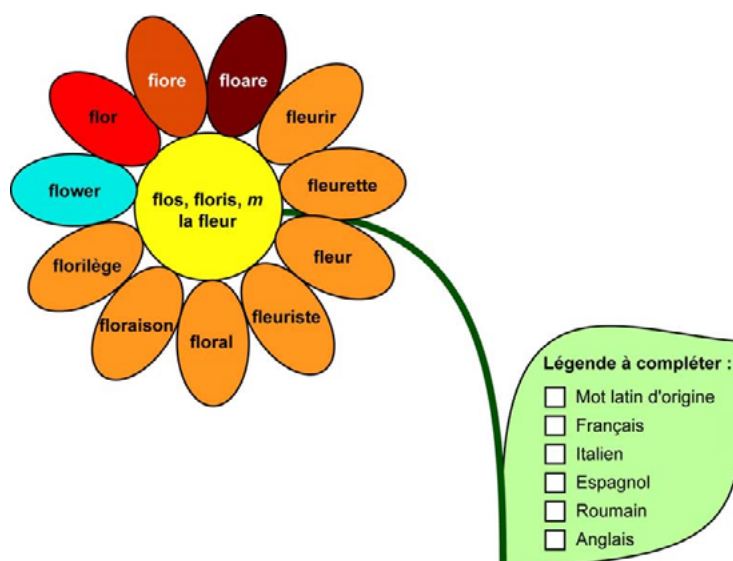 fiore
floare
flor
fleurir
flower
fleurette
flos, floris, m
la fleur
florilège
fleur
floraison
floral
fleuriste
Légende à compléter :
Mot latin d'origine
Français
Italien
Espagnol
Roumain
Anglais